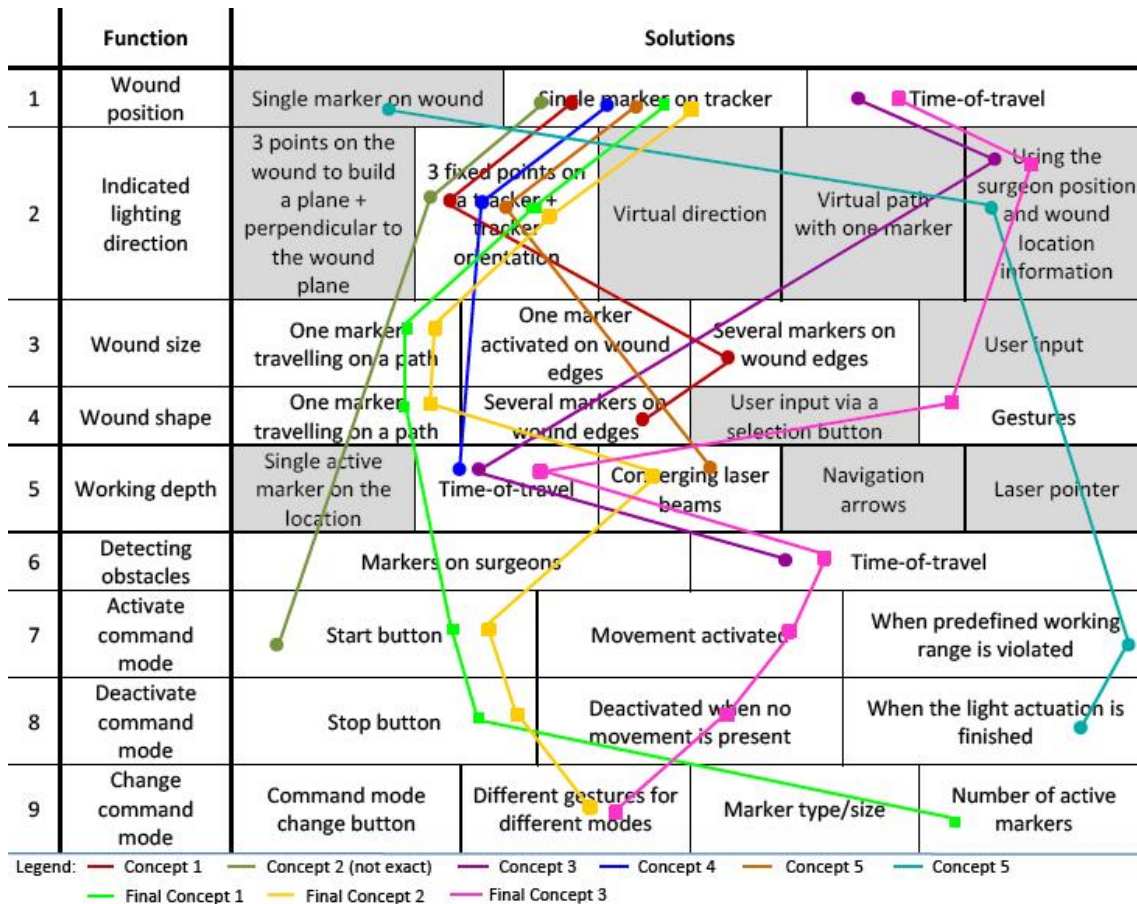 Function Solutions
1 Wound position Single marker on wound Single marker on tracker Time-of-travel
2 Indicated lighting direction 3 points on the wound to build a plane + perpendicular to the wound plane 3 fixed points on a tracker + tracker orientation Virtual direction Virtual path with one marker Using the surgeon position and wound location information
3 Wound size One marker travelling on a path One marker activated on wound edges Several markers on wound edges User input
4 Wound shape One marker travelling on a path Several markers on wound edges User input via a selection button Gestures
5 Working depth Single active marker on the location Time-of-travel Converging laser beams Navigation arrows Laser pointer
6 Detecting obstacles Markers on surgeons Time-of-travel
7 Activate command mode Start button Movement activated When predefined working range is violated
8 Deactivate command mode Stop button Deactivated when no movement is present When the light actuation is finished
9 Change command mode Command mode change button Different gestures for different modes Marker type/size Number of active markers
Legend: Concept 1 Concept 2 (not exact) Concept 3 Concept 4 Concept 5 Concept 5
Final Concept 1 Final Concept 2 Final Concept 3